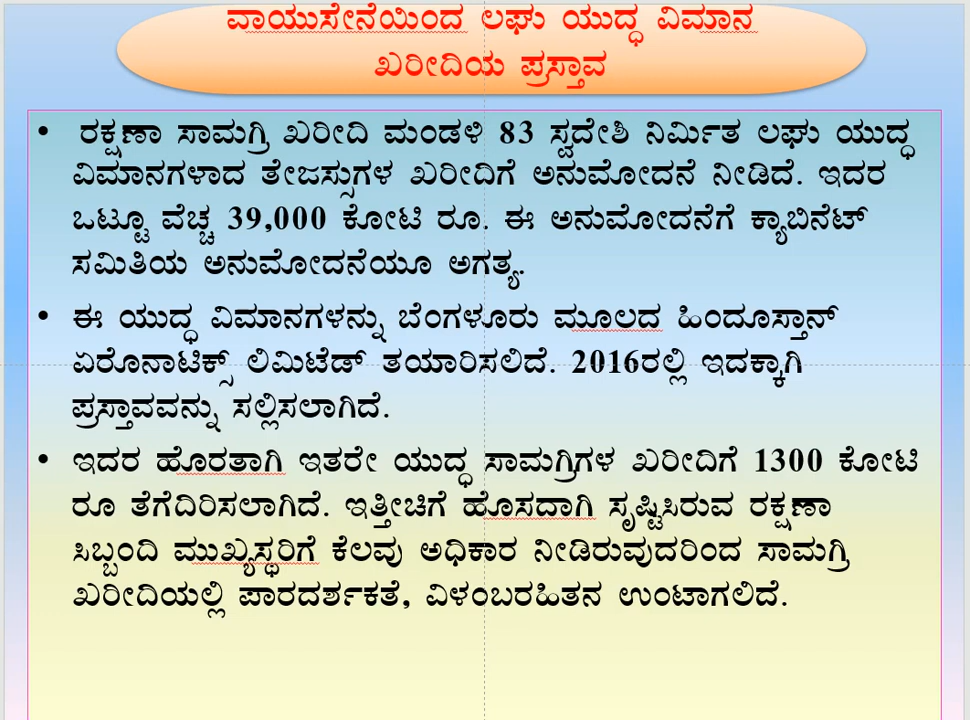 ವಾಯುಸೇನೆಯಿಂದ ಲಘು ಯುದ್ಧ ವಿಮಾನ
ಖರೀದಿಯ ಪ್ರಸ್ತಾವ
• ರಕ್ಷಣಾ ಸಾಮಗ್ರಿ ಖರೀದಿ ಮಂಡಳಿ 83 ಸ್ವದೇಶಿ ನಿರ್ಮಿತ ಲಘು ಯುದ್ಧ
ವಿಮಾನಗಳಾದ ತೇಜಸ್ಸುಗಳ ಖರೀದಿಗೆ ಅನುಮೋದನೆ ನೀಡಿದೆ. ಇದರ
ಒಟ್ಟೂ ವೆಚ್ಚ 39,000 ಕೋಟಿ ರೂ. ಈ ಅನುಮೋದನೆಗೆ ಕ್ಯಾಬಿನೆಟ್
ಸಮಿತಿಯ ಅನುಮೋದನೆಯೂ ಅಗತ್ಯ.
• ಈ ಯುದ್ಧ ವಿಮಾನಗಳನ್ನು ಬೆಂಗಳೂರು ಮೂಲದ ಹಿಂದೂಸ್ತಾನ್
ಏರೊನಾಟಿಕ್ಸ್ ಲಿಮಿಟೆಡ್ ತಯಾರಿಸಲಿದೆ. 2016ರಲ್ಲಿ ಇದಕ್ಕಾಗಿ
ಪ್ರಸ್ತಾವವನ್ನು ಸಲ್ಲಿಸಲಾಗಿದೆ.
• ಇದರ ಹೊರತಾಗಿ ಇತರೇ ಯುದ್ಧ ಸಾಮಗ್ರಿಗಳ ಖರೀದಿಗೆ 1300 ಕೋಟಿ
ರೂ ತೆಗೆದಿರಿಸಲಾಗಿದೆ. ಇತ್ತೀಚಿಗೆ ಹೊಸದಾಗಿ ಸೃಷ್ಟಿಸಿರುವ ರಕ್ಷಣಾ
ಸಿಬ್ಬಂದಿ ಮುಖ್ಯಸ್ಥರಿಗೆ ಕೆಲವು ಅಧಿಕಾರ ನೀಡಿರುವುದರಿಂದ ಸಾಮಗ್ರಿ
ಖರೀದಿಯಲ್ಲಿ ಪಾರದರ್ಶಕತೆ, ವಿಳಂಬರಹಿತನ ಉಂಟಾಗಲಿದೆ.